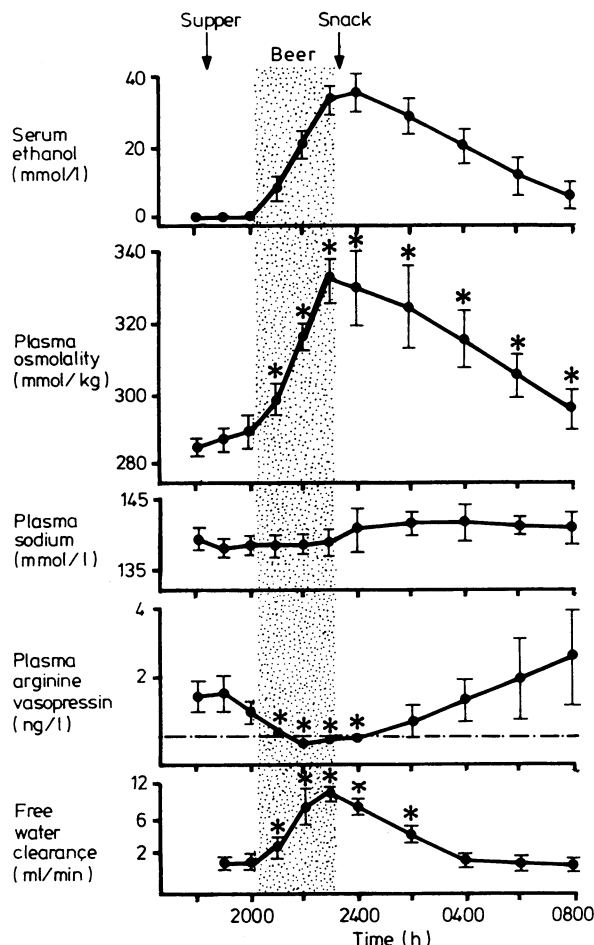 Supper
Snack
Beer
Serum
ethanol
(mmol/l)
40
20
0
Plasma
osmolality
(mmol/kg)
340
320
300
280
* * * * * * * *
Plasma
sodium
(mmol/l)
145
135
Plasma
arginine
vasopressin
(ng/l)
4
2
* * * *
Free
water
clearance
(ml/min)
12
6
2
* * * * *
2000 2400 0400 0800
Time (h)